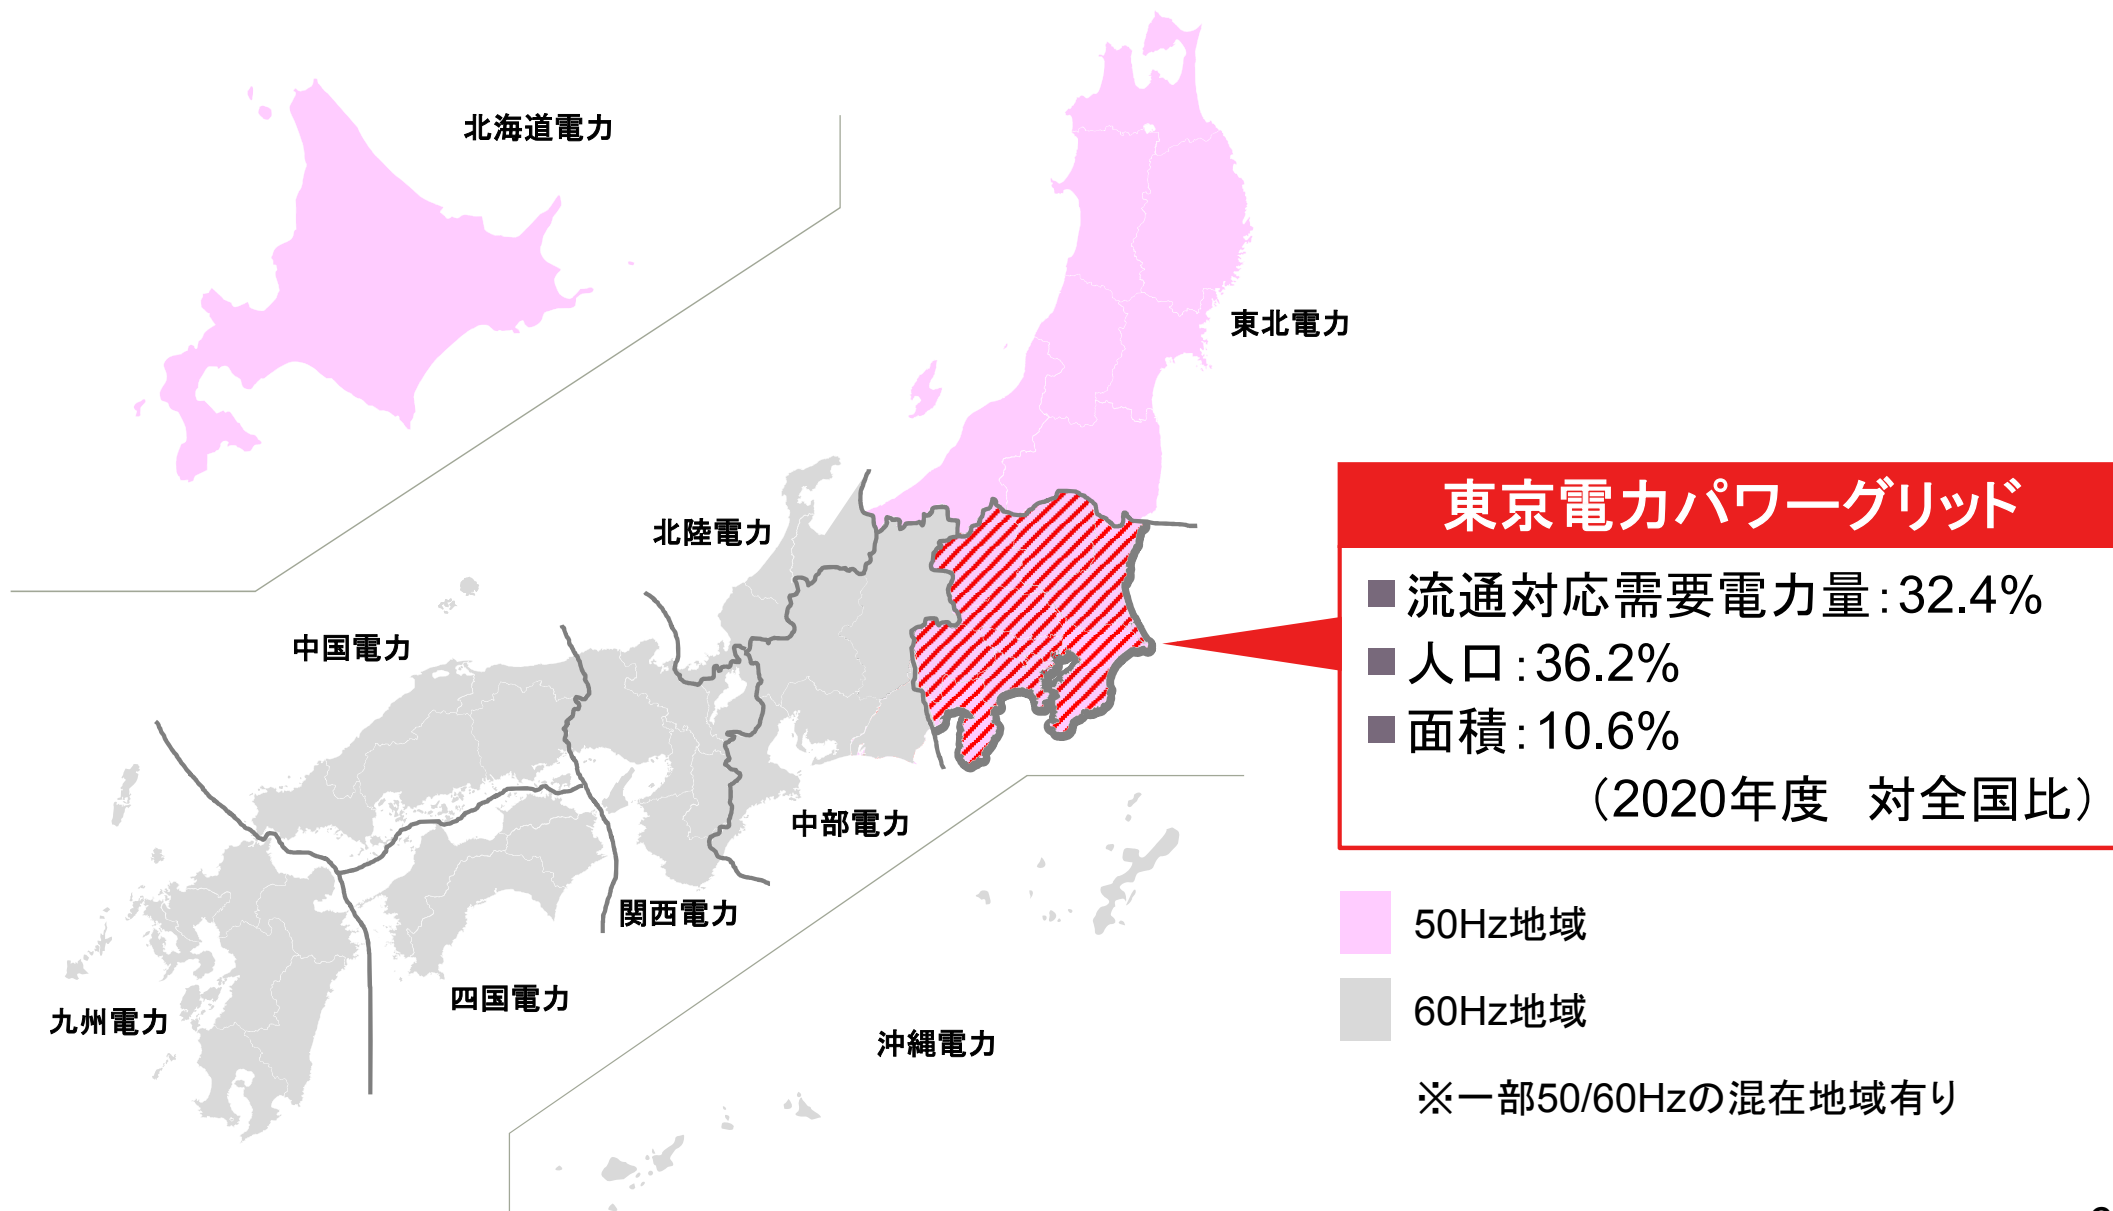 北海道電力
東北電力
北陸電力
中国電力
中部電力
関西電力
四国電力
九州電力
沖縄電力
東京電力パワーグリッド
■流通対応需要電力量：32.4%
■人口：36.2%
■面積：10.6%
（2020年度　対全国比）
50Hz地域
60Hz地域
※一部50/60Hzの混在地域有り